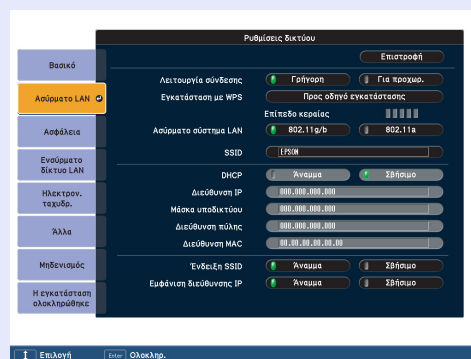 Ρυθμίσεις δικτύου
Επιστροφή
Βασικό
Ασύρματο LAN
Ασφάλεια
Ενσύρματο
δίκτυο LAN
Ηλεκτρον.
ταχυδρ.
Άλλα
Μηδενισμός
Η εγκατάσταση
ολοκληρώθηκε
Λειτουργία σύνδεσης Γρήγορη Για προχωρ.
Εγκατάσταση με WPS Προς οδηγό εγκατάστασης
Επίπεδο κεραίας
Ασύρματο σύστημα LAN 802.11g/b 802.11a
SSID EPSON
DHCP Άναμμα Σβήσιμο
Διεύθυνση IP 000.000.000.000
Μάσκα υποδικτύου 000.000.000.000
Διεύθυνση πύλης 000.000.000.000
Διεύθυνση MAC 00.00.00.00.00.00
Ένδειξη SSID Άναμμα Σβήσιμο
Εμφάνιση διεύθυνσης IP Άναμμα Σβήσιμο
Επιλογή Enter Ολοκληρ.